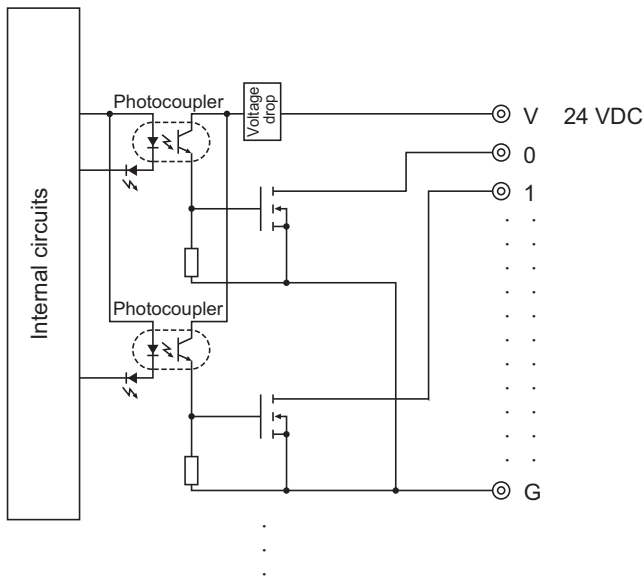 Photocoupler
Voltage drop
V 24 VDC
0
1
Internal circuits
Photocoupler
G